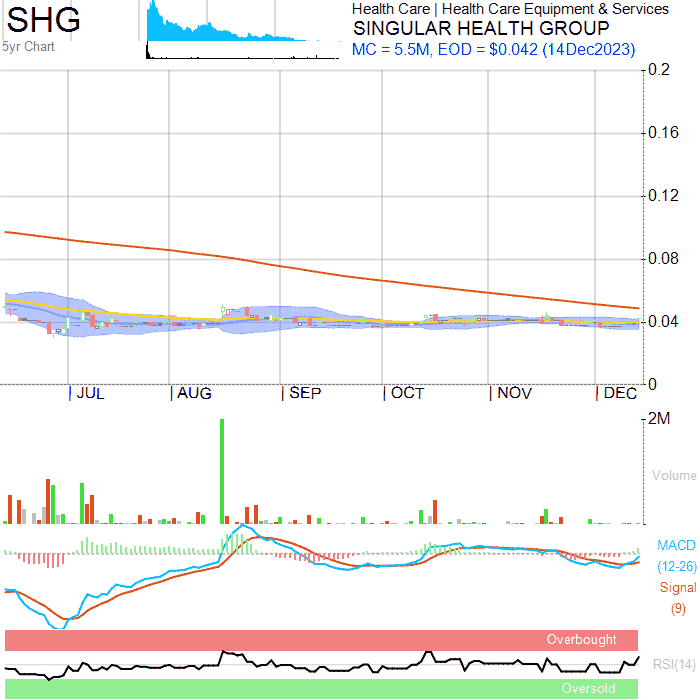 SHG
5yr Chart
Health Care | Health Care Equipment & Services
SINGULAR HEALTH GROUP
MC = 5.5M, EOD = $0.042 (14Dec2023)
0.2
0.16
0.12
0.08
0.04
0
JUL AUG SEP OCT NOV DEC
2M
Volume
MACD
(12-26)
Signal
(9)
Overbought
RSI(14)
Oversold